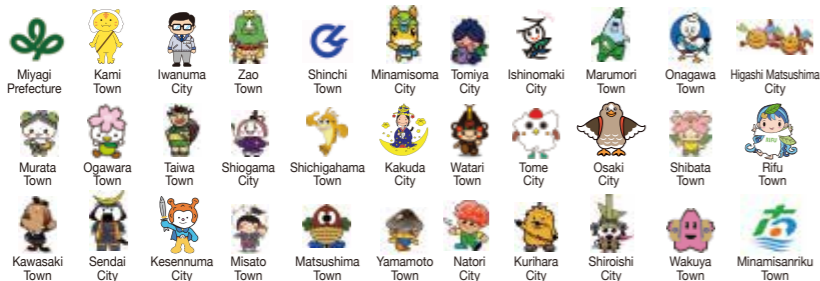 Miyagi Prefecture
Kami Town
Iwanuma City
Zao Town
Shinchi Town
Minamisoma City
Tomiya City
Ishinomaki City
Marumori Town
Onagawa Town
Higashi Matsushima City
Murata Town
Ogawara Town
Taiwa Town
Shiogama City
Shichigahama Town
Kakuda City
Watari Town
Tome City
Osaki City
Shibata Town
Rifu Town
Kawasaki Town
Sendai City
Kesennuma City
Misato Town
Matsushima Town
Yamamoto Town
Natori City
Kurihara City
Shiroishi City
Wakuya Town
Minamisanriku Town